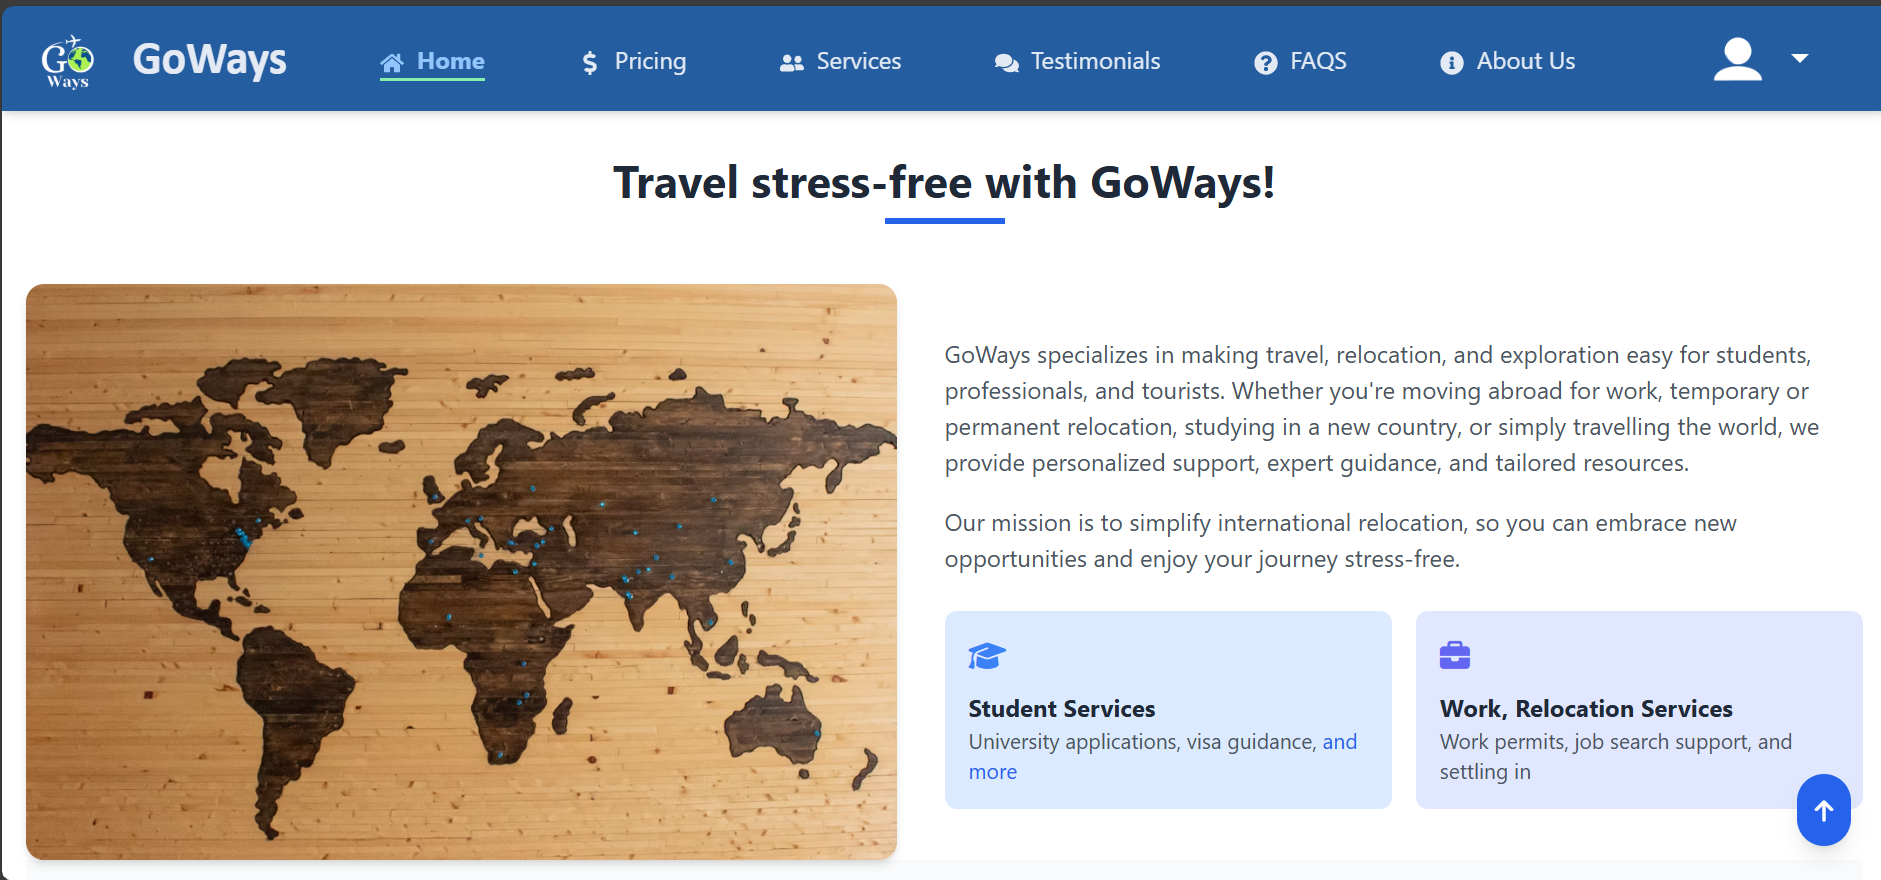 Go
Ways
GoWays
Home
Pricing
Services
Testimonials
FAQS
About Us
Travel stress-free with GoWays!
GoWays specializes in making travel, relocation, and exploration easy for students,
professionals, and tourists. Whether you're moving abroad for work, temporary or
permanent relocation, studying in a new country, or simply travelling the world, we
provide personalized support, expert guidance, and tailored resources.
Our mission is to simplify international relocation, so you can embrace new
opportunities and enjoy your journey stress-free.
Student Services
University applications, visa guidance, and
more
Work, Relocation Services
Work permits, job search support, and
settling in